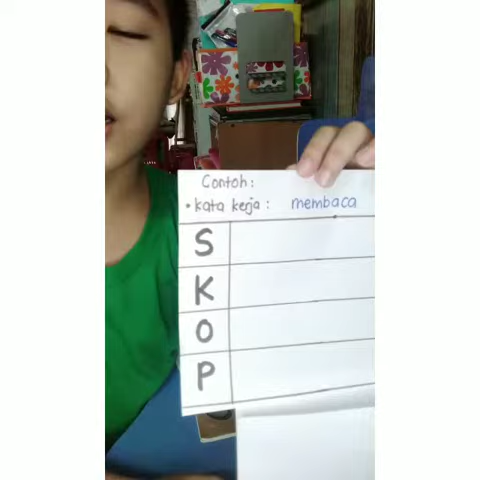 Contoh:
• kata kerja: membaca
S
K
O
P